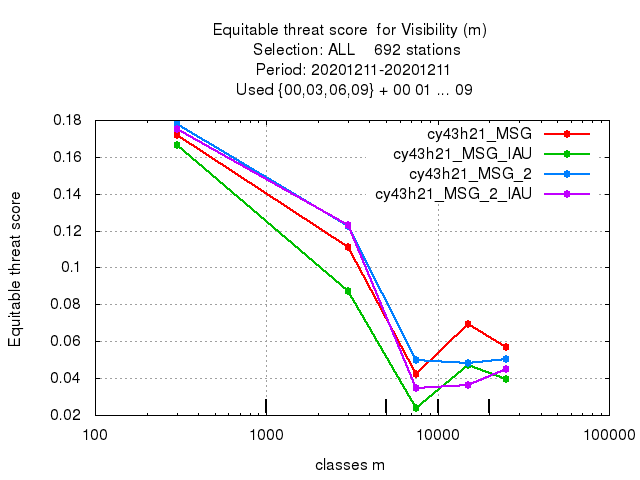 Equitable threat score  for Visibility (m)
Selection: ALL    692 stations
Period: 20201211-20201211
Used {00,03,06,09} + 00 01 ... 09
cy43h21_MSG
cy43h21_MSG_IAU
cy43h21_MSG_2
cy43h21_MSG_2_IAU
Equitable threat score
0.18
0.16
0.14
0.12
0.1
0.08
0.06
0.04
0.02
100 1000 10000 100000
classes m